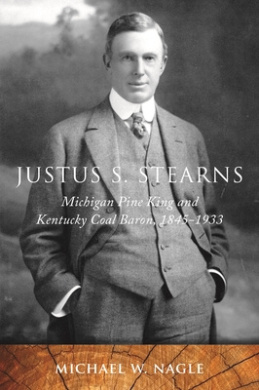 JUSTUS S. STEARNS
Michigan Pine King and
Kentucky Coal Baron, 1845–1933
MICHAEL W. NAGLE